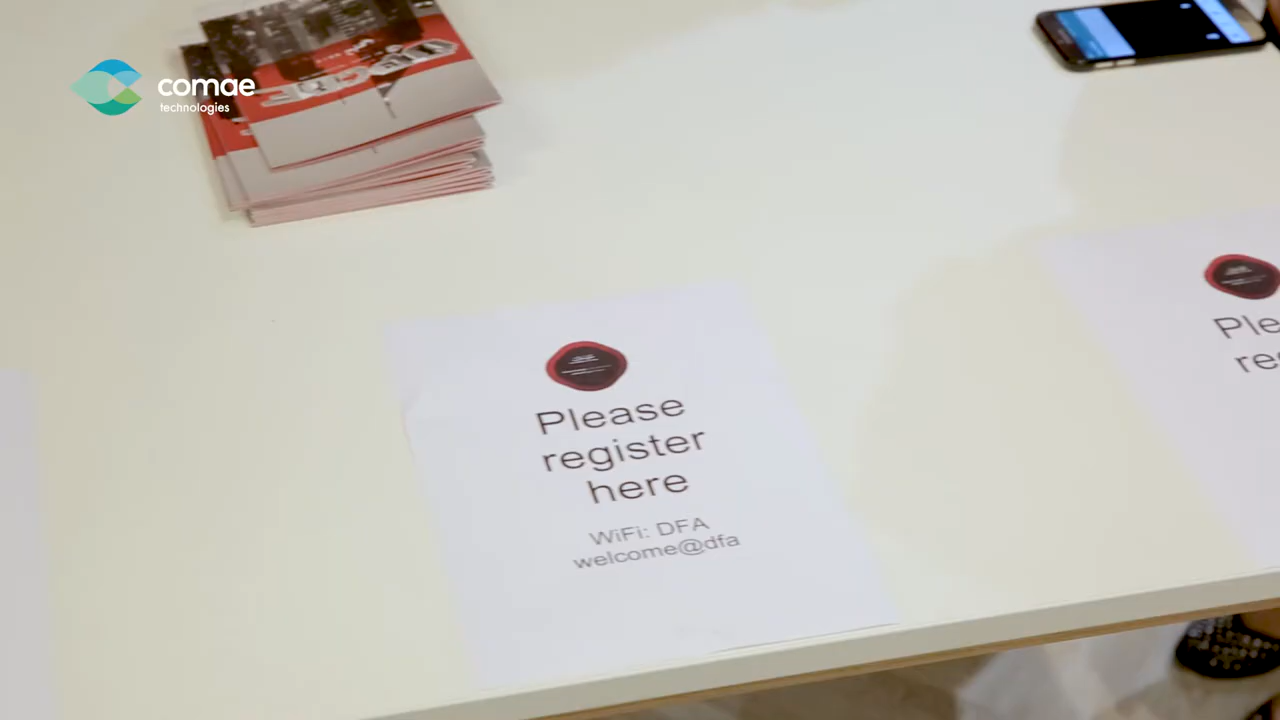 comae
technologies
Please
register
here
WiFi: DFA
welcome@dfa
Ple
re